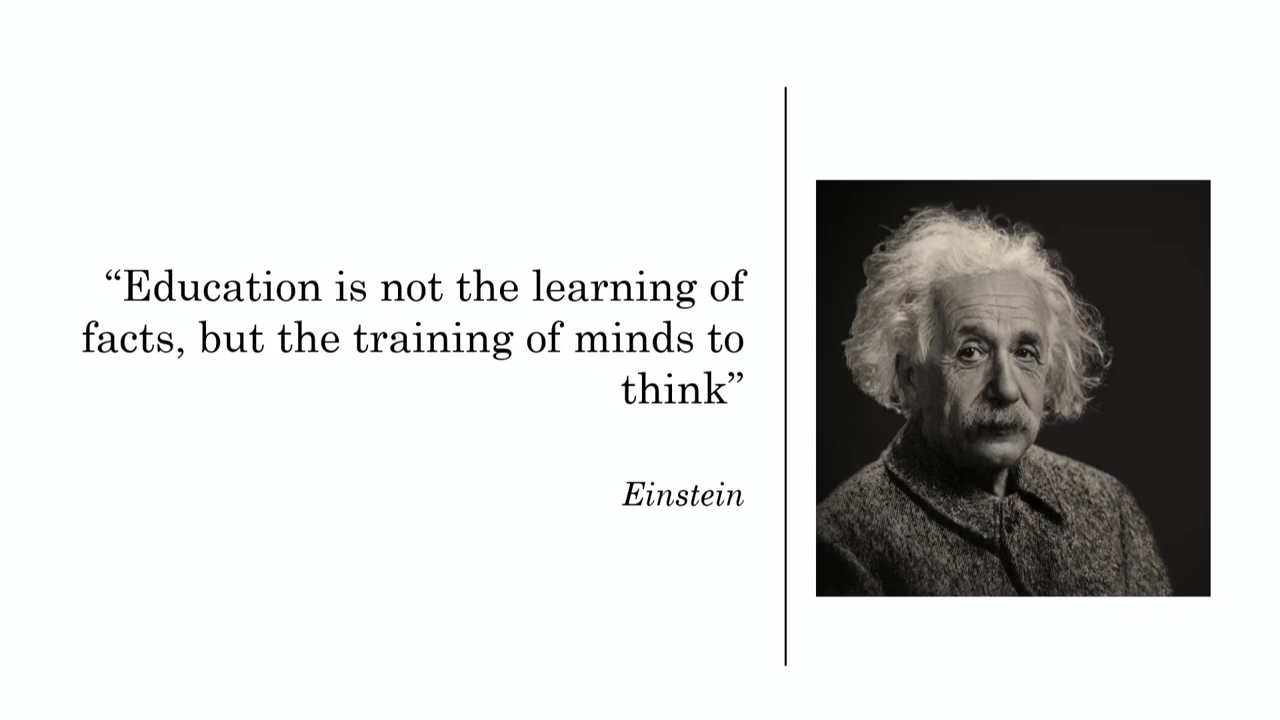 “Education is not the learning of
facts, but the training of minds to
think”
Einstein